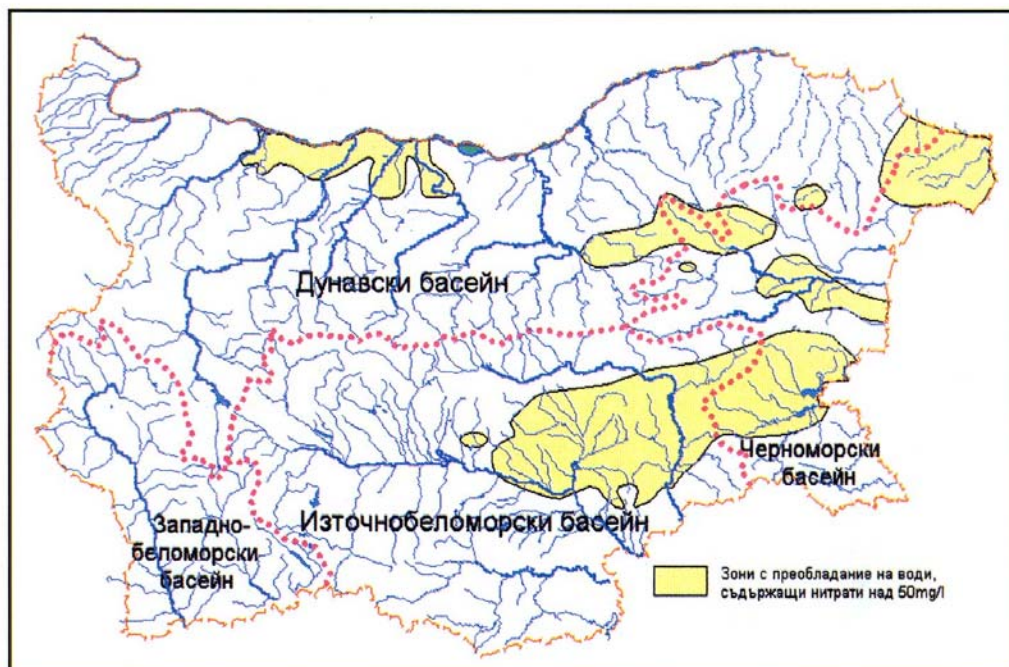 Дунавски басейн
Черноморски
басейн
Източнобеломорски басейн
Западно-
беломорски-
басейн
Зони с преобладание на води,
съдържащи нитрати над 50mg/l